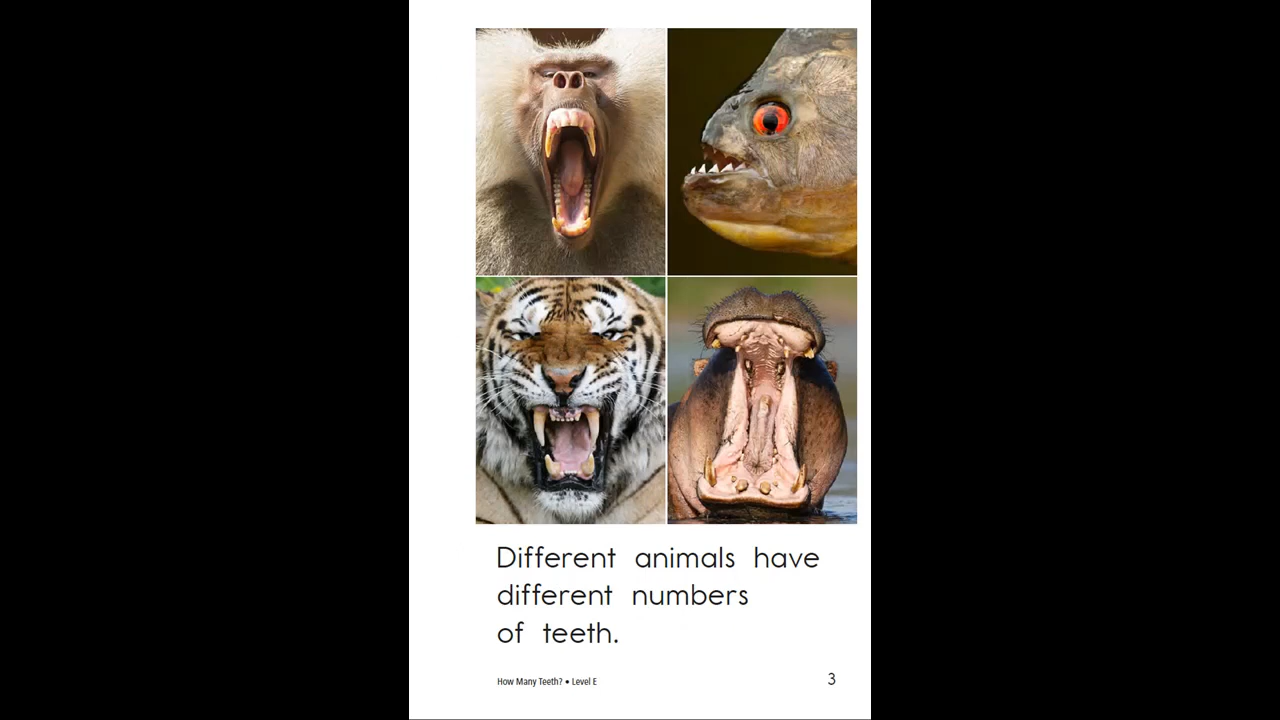 Different animals have
different numbers
of teeth.
How Many Teeth? • Level E
3